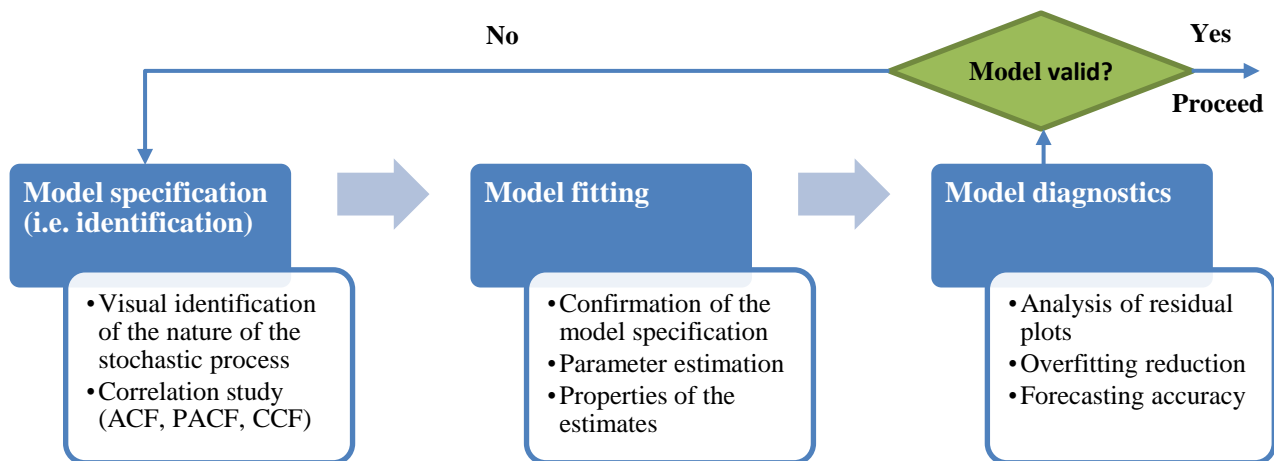 No
Yes
Model valid?
Proceed
Model specification
(i.e. identification)
•Visual identification
of the nature of the
stochastic process
•Correlation study
(ACF, PACF, CCF)
Model fitting
•Confirmation of the
model specification
•Parameter estimation
•Properties of the
estimates
Model diagnostics
•Analysis of residual
plots
•Overfitting reduction
•Forecasting accuracy